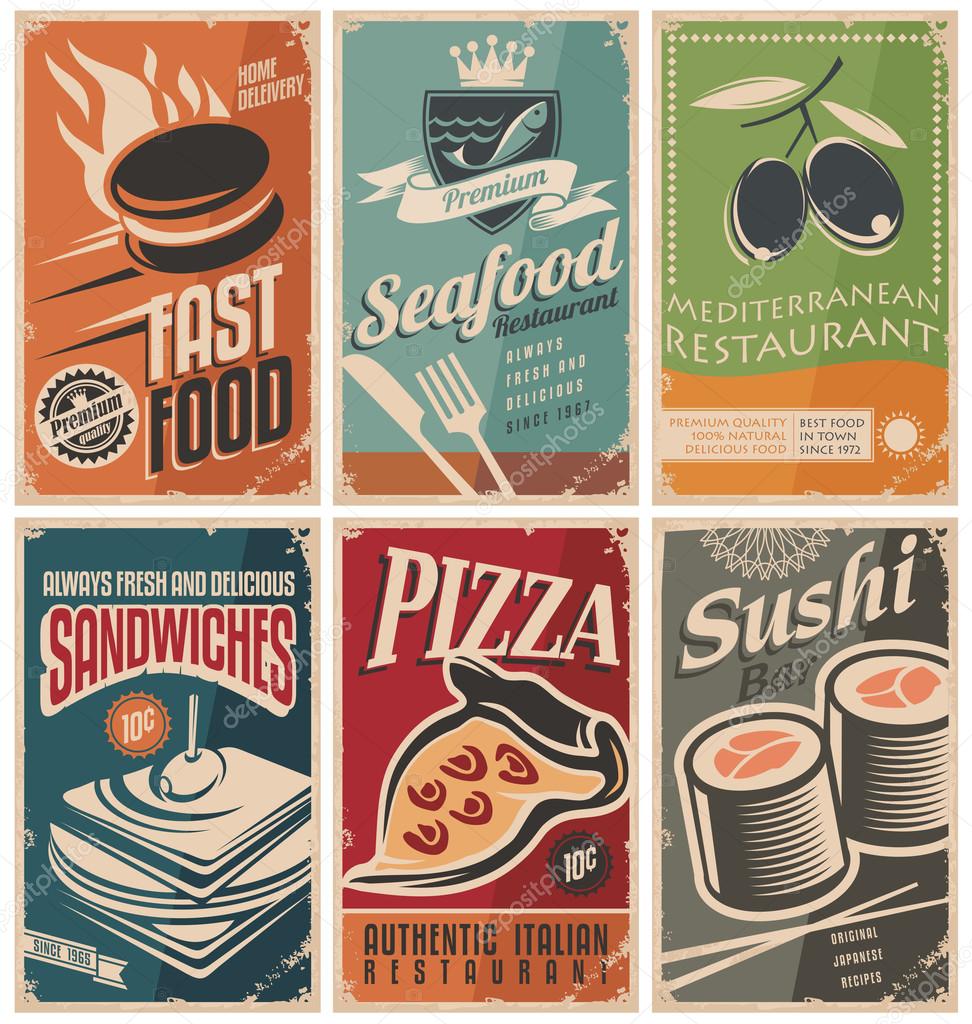 HOME
DELEIVERY
FAST
FOOD
Premium
quality
Premium
Seafood
Restaurant
ALWAYS
FRESH AND
DELICIOUS
SINCE 1967
MEDITERRANEAN
RESTAURANT
PREMIUM QUALITY
100% NATURAL
DELICIOUS FOOD
BEST FOOD
IN TOWN
SINCE 1972
ALWAYS FRESH AND DELICIOUS
SANDWICHES
10¢
SINCE 1965
PIZZA
10¢
AUTHENTIC ITALIAN
RESTAURANT
Sushi
Bar
ORIGINAL
JAPANESE
RECIPES
depositphotos